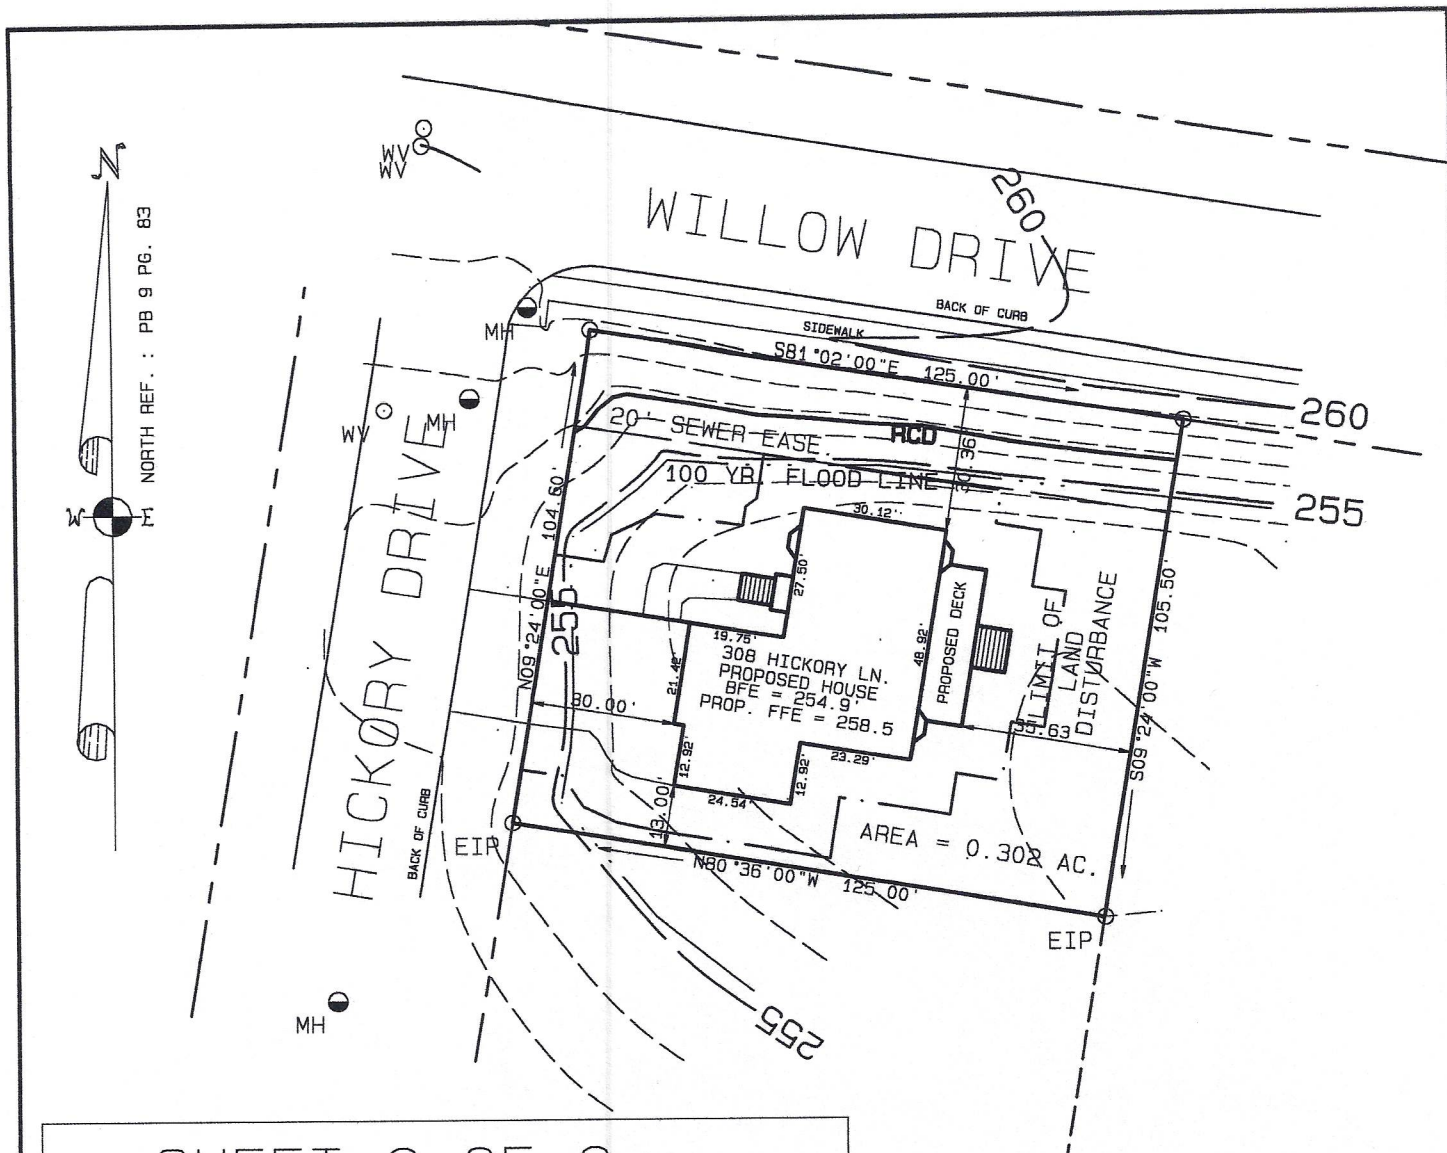 WV
WV
N
NORTH REF. : PB 9 PG. 83
W E
WILLOW DRIVE
260
BACK OF CURB
SIDEWALK
S81°02'00"E 125.00'
MH
MH
WV
260
20' SEWER EASE.
RCD
30.36
100 YR. FLOOD LINE
255
30.12'
27.50'
104.60
N09°24'00"E
255
HICKORY DRIVE
19.75'
308 HICKORY LN.
PROPOSED HOUSE
BFE = 254.9'
PROP. FFE = 258.5
21.42'
48.92'
PROPOSED DECK
LIMIT OF
LAND
DISTURBANCE
105.50'
S09°24'00"W
30.00'
35.63
12.92'
23.29'
12.92'
24.54'
13.00'
AREA = 0.302 AC.
BACK OF CURB
EIP
N80°36'00"W 125.00'
EIP
255
MH